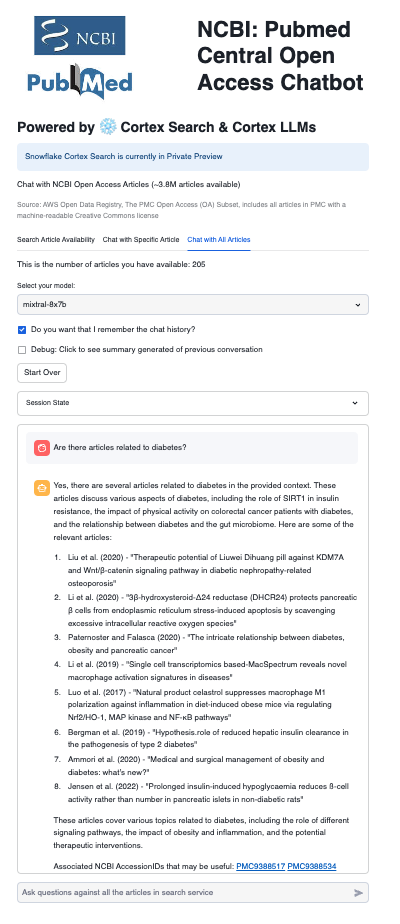 NCBI
PubMed
NCBI: Pubmed
Central Open
Access Chatbot
Powered by ❄️ Cortex Search & Cortex LLMs
Snowflake Cortex Search is currently in Private Preview
Chat with NCBI Open Access Articles (~3.8M articles available)
Source: AWS Open Data Registry, The PMC Open (OA) Subset, includes all articles in PMC with a
machine-readable Creative Commons license
Search Article Availability Chat with Specific Article Chat with All Articles
This is the number of articles you have available: 205
Select your model:
mixtral-8x7b
Do you want that I remember the chat history?
Debug: Click to see summary generated of previous conversation
Start Over
Session State
Are there articles related to diabetes?
Yes, there are several articles related to diabetes in the provided context. These
articles discuss various aspects of diabetes, including the role of SIRT1 in insulin
resistance, the impact of physical activity on colorectal cancer patients with diabetes,
and the relationship between diabetes and the gut microbiome. Here are some of the
relevant articles:
1. Liu et al. (2020) - "Therapeutic potential of Liuwei Dihuang pill against KDM7A
and Wnt/β-catenin signaling pathway in diabetic nephropathy-related
osteoporosis"
2. Li et al. (2020) - "3β-hydroxysteroid-Δ24 reductase (DHCR24) protects pancreatic
β cells from endoplasmic reticulum stress-induced apoptosis by scavenging
excessive intracellular reactive oxygen species"
3. Paternoster and Falasca (2020) - "The intricate relationship between diabetes,
obesity and pancreatic cancer"
4. Li et al. (2019) - "Single cell transcriptomics based-MacSpectrum reveals novel
macrophage activation signatures in diseases"
5. Luo et al. (2017) - "Natural product celastrol suppresses macrophage M1
polarization against inflammation in diet-induced obese mice via regulating
Nrf2/HO-1, MAP kinase and NF-κB pathways"
6. Bergman et al. (2019) - "Hypothesis.role of reduced hepatic insulin clearance in
the pathogenesis of type 2 diabetes"
7. Ammori et al. (2020) - "Medical and surgical management of obesity and
diabetes: what's new?"
8. Jensen et al. (2022) - "Prolonged insulin-induced hypoglycaemia reduces ß-cell
activity rather than number in pancreatic islets in non-diabetic rats"
These articles cover various topics related to diabetes, including the role of different
signaling pathways, the impact of obesity and inflammation, and the potential
therapeutic interventions.
Associated NCBI AccessionIDs that may be useful: PMC9388517 PMC9388534
Ask questions against all the articles in search service